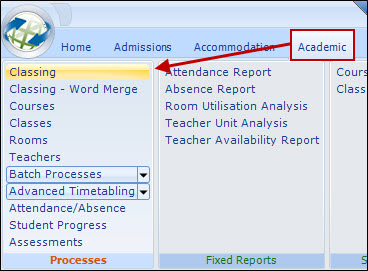 Home Admissions Accommodation Academic
Classing
Classing - Word Merge
Courses
Classes
Rooms
Teachers
Batch Processes
Advanced Timetabling
Attendance/Absence
Student Progress
Assessments
Processes
Attendance Report
Absence Report
Room Utilisation Analysis
Teacher Unit Analysis
Teacher Availability Report
Fixed Reports
Cour
Class
S